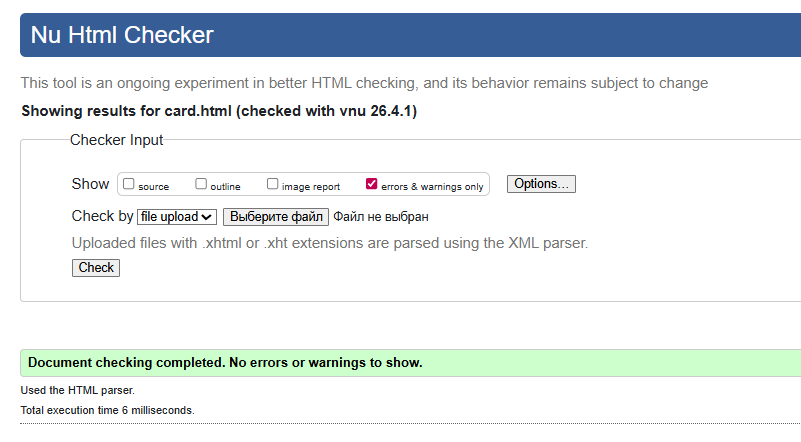 Nu Html Checker
This tool is an ongoing experiment in better HTML checking, and its behavior remains subject to change
Showing results for card.html (checked with vnu 26.4.1)
Checker Input
Show source outline image report errors & warnings only Options...
Check by file upload Выберите файл Файл не выбран
Uploaded files with .xhtml or .xht extensions are parsed using the XML parser.
Check
Document checking completed. No errors or warnings to show.
Used the HTML parser.
Total execution time 6 milliseconds.